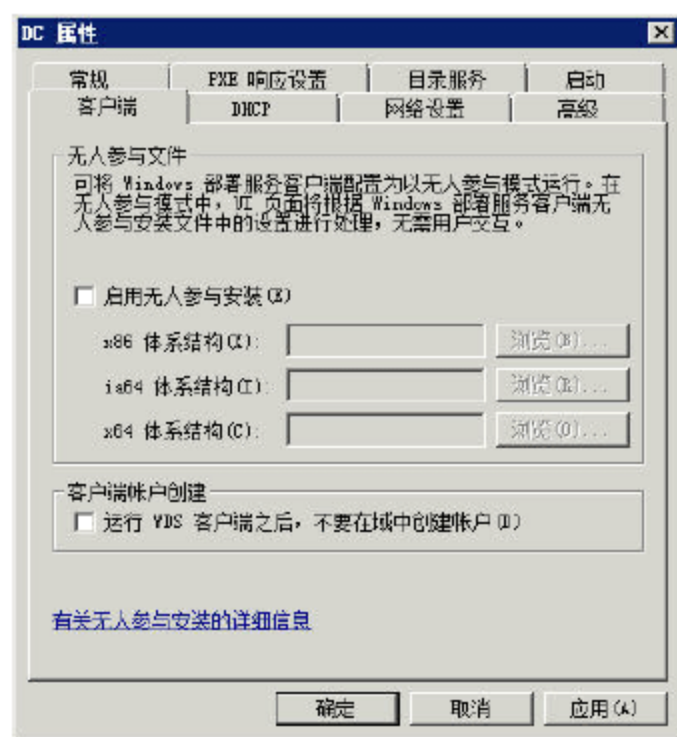 DC 属性
常规
PXE 响应设置
目录服务
启动
客户端
DHCP
网络设置
高级
无人参与文件
可将 Windows 部署服务客户端配置为以无人参与模式运行。在
无人参与模式中，UI 页面将根据 Windows 部署服务客户端无
人参与安装文件中的设置进行处理，无需用户交互。
启用无人参与安装(E)
x86 体系结构(X):
浏览(B)...
ia64 体系结构(I):
浏览(R)...
x64 体系结构(C):
浏览(O)...
客户端帐户创建
运行 WDS 客户端之后，不要在域中创建帐户(D)
有关无人参与安装的详细信息
确定
取消
应用(A)